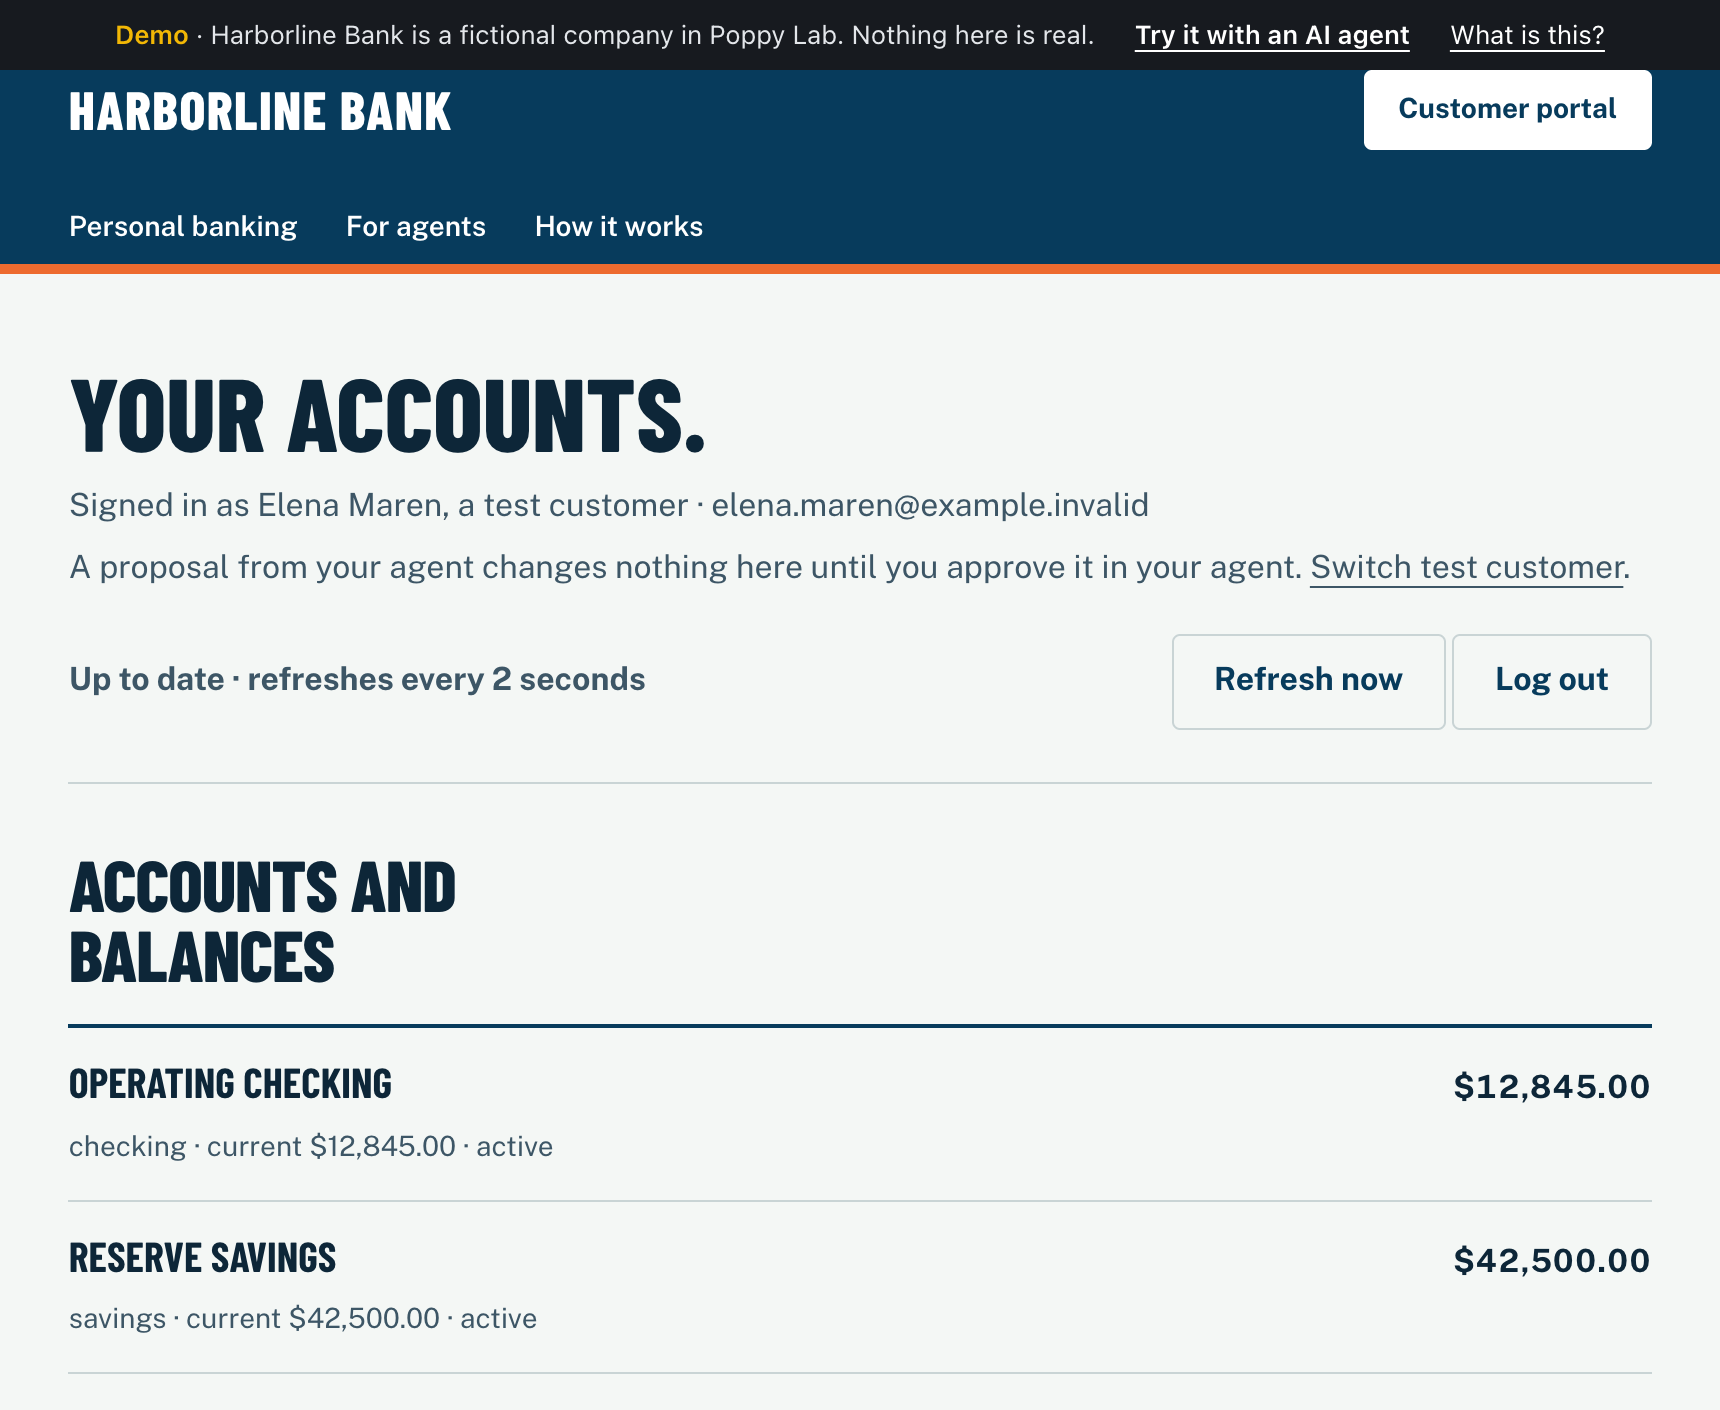 Demo · Harborline Bank is a fictional company in Poppy Lab. Nothing here is real. Try it with an AI agent What is this?
HARBORLINE BANK
Customer portal
Personal banking For agents How it works
YOUR ACCOUNTS.
Signed in as Elena Maren, a test customer · elena.maren@example.invalid
A proposal from your agent changes nothing here until you approve it in your agent. Switch test customer.
Up to date · refreshes every 2 seconds
Refresh now
Log out
ACCOUNTS AND
BALANCES
OPERATING CHECKING
$12,845.00
checking · current $12,845.00 · active
RESERVE SAVINGS
$42,500.00
savings · current $42,500.00 · active